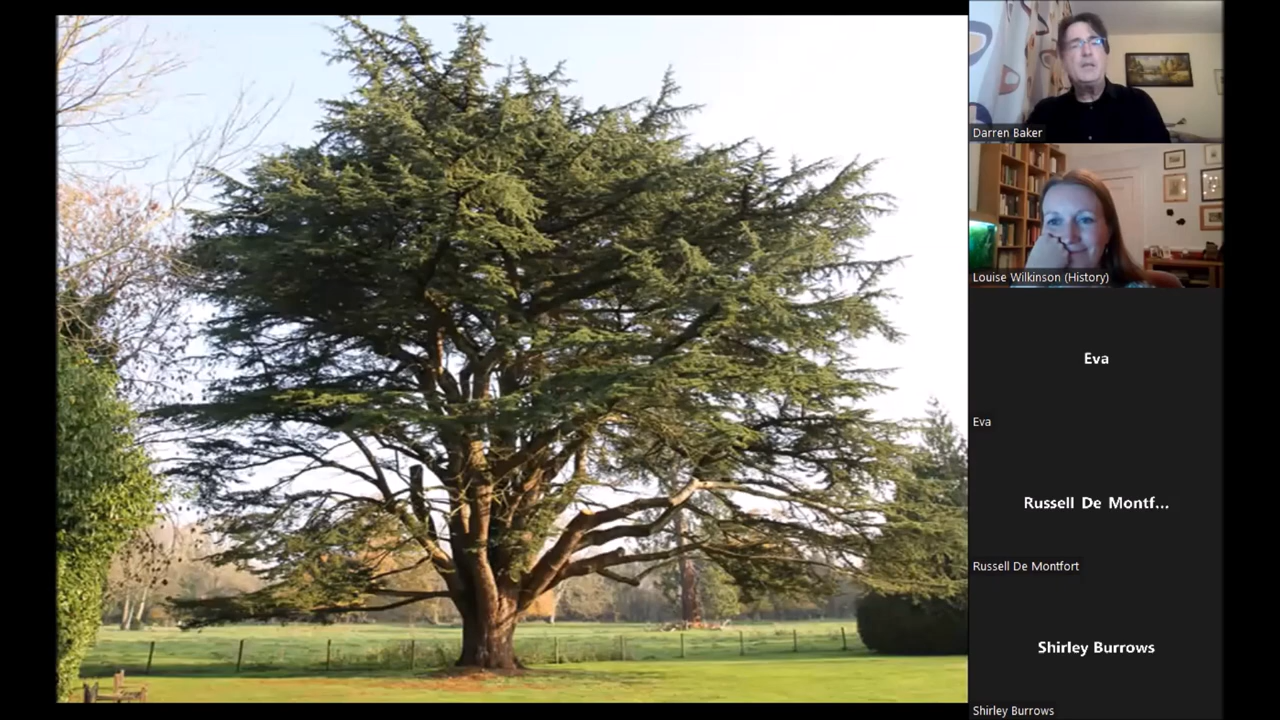 Darren Baker
Louise Wilkinson (History)
Eva
Eva
Russell De Montf...
Russell De Montfort
Shirley Burrows
Shirley Burrows